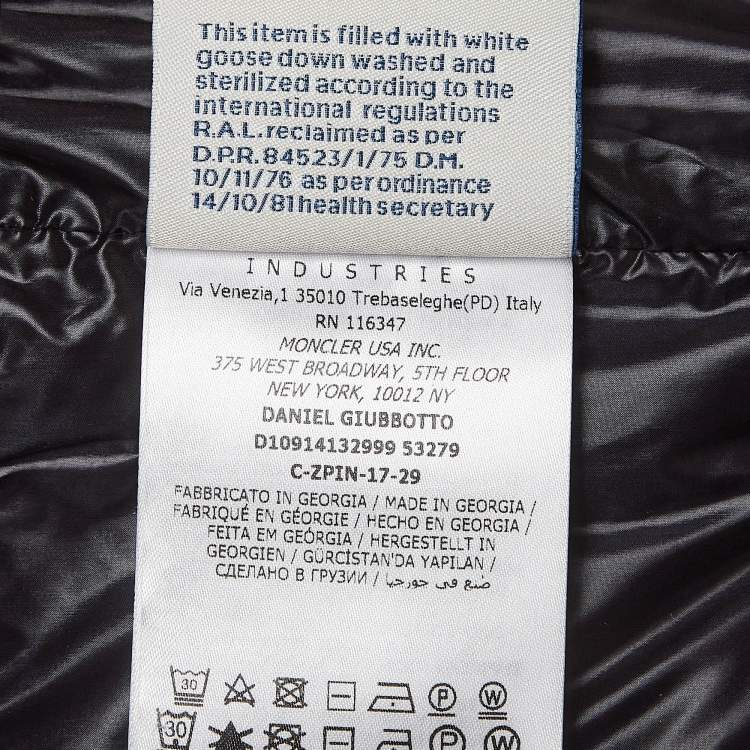 This item is filled with white
goose down washed and
sterilized according to the
international regulations
R.A.L. reclaimed as per
D.P.R. 845 23/1/75 D.M.
10/11/76 as per ordinance
14/10/81 health secretary
INDUSTRIES
Via Venezia,1 35010 Trebaseleghe(PD) Italy
RN 116347
MONCLER USA INC.
375 WEST BROADWAY, 5TH FLOOR
NEW YORK, 10012 NY
DANIEL GIUBBOTTO
D10914132999 53279
C-ZPIN-17-29
FABBRICATO IN GEORGIA / MADE IN GEORGIA /
FABRIQUÉ EN GÉORGIE / HECHO EN GEORGIA /
FEITA EM GEÓRGIA / HERGESTELLT IN
GEORGIEN / GÜRCİSTAN'DA YAPILAN /
СДЕЛАНО В ГРУЗИИ / صنع في جورجيا
30 P W
30 P W